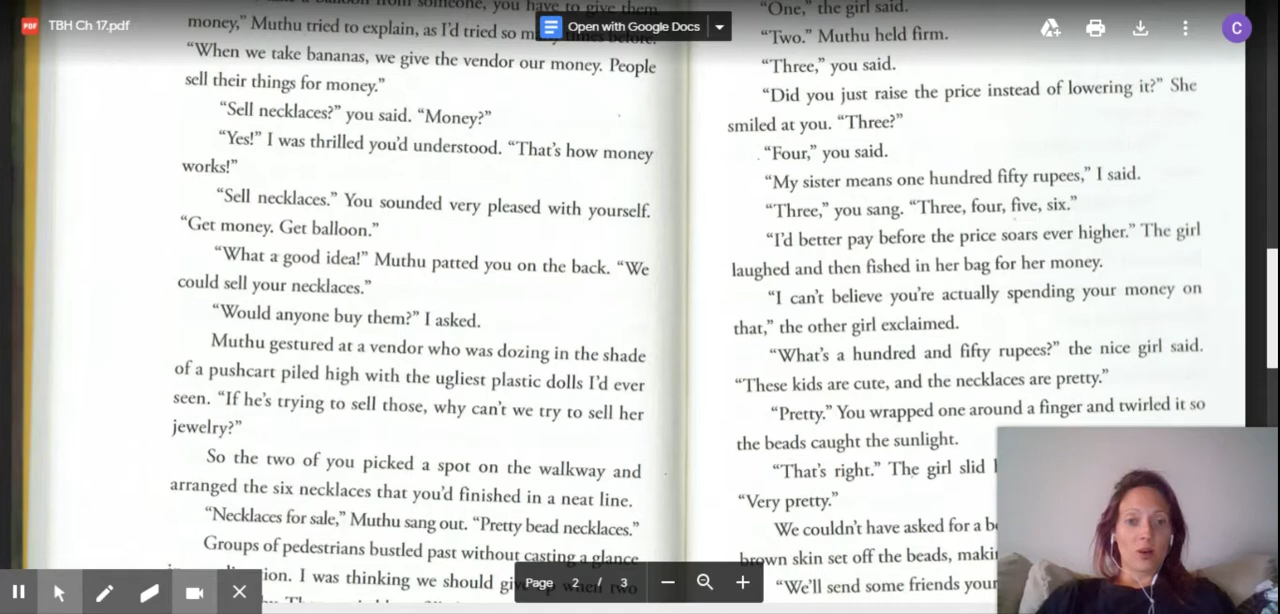 PDF TBH Ch 17.pdf
Open with Google Docs
C
someone, you have to give them
money,” Muthu tried to explain, as I’d tried so
“When we take bananas, we give the vendor our money. People
sell their things for money.”
“Sell necklaces?” you said. “Money?”
“Yes!” I was thrilled you’d understood. “That’s how money
works!”
“Sell necklaces.” You sounded very pleased with yourself.
“Get money. Get balloon.”
“What a good idea!” Muthu patted you on the back. “We
could sell your necklaces.”
“Would anyone buy them?” I asked.
Muthu gestured at a vendor who was dozing in the shade
of a pushcart piled high with the ugliest plastic dolls I’d ever
seen. “If he’s trying to sell those, why can’t we try to sell her
jewelry?”
So the two of you picked a spot on the walkway and
arranged the six necklaces that you’d finished in a neat line.
“Necklaces for sale,” Muthu sang out. “Pretty bead necklaces.”
Groups of pedestrians bustled past without casting a glance
I was thinking we should when two
“One,” the girl said.
“Two.” Muthu held firm.
“Three,” you said.
“Did you just raise the price instead of lowering it?” She
smiled at you. “Three?”
“Four,” you said.
“My sister means one hundred fifty rupees,” I said.
“Three,” you sang. “Three, four, five, six.”
“I’d better pay before the price soars ever higher.” The girl
laughed and then fished in her bag for her money.
“I can’t believe you’re actually spending your money on
that,” the other girl exclaimed.
“What’s a hundred and fifty rupees?” the nice girl said.
“These kids are cute, and the necklaces are pretty.”
“Pretty.” You wrapped one around a finger and twirled it so
the beads caught the sunlight.
“That’s right.” The girl slid
“Very pretty.”
We couldn’t have asked for a
brown skin set off the beads,
“We’ll send some friends your
Page 2 / 3